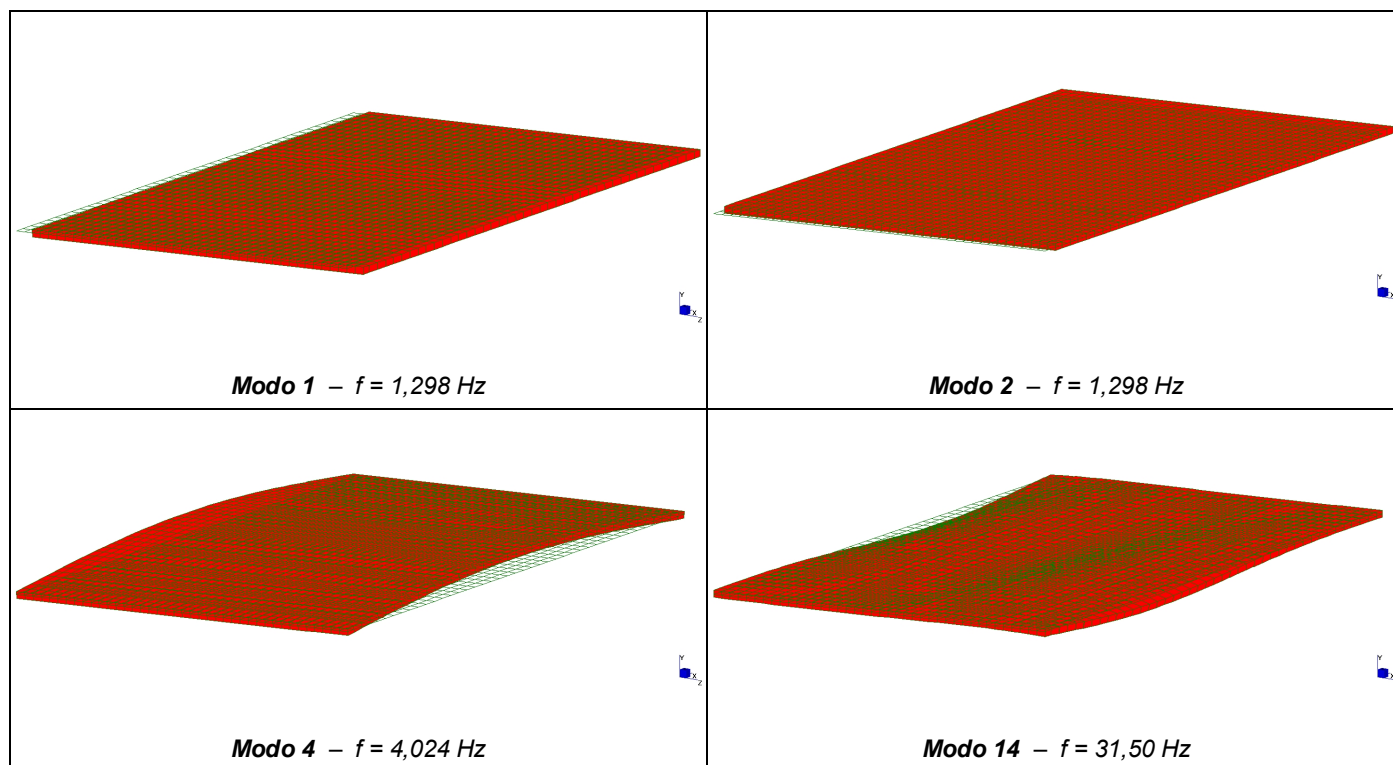 Y
X
Z
Modo 1 – f = 1,298 Hz
Y
X
Modo 2 – f = 1,298 Hz
Y
X
Z
Modo 4 – f = 4,024 Hz
Y
X
Modo 14 – f = 31,50 Hz